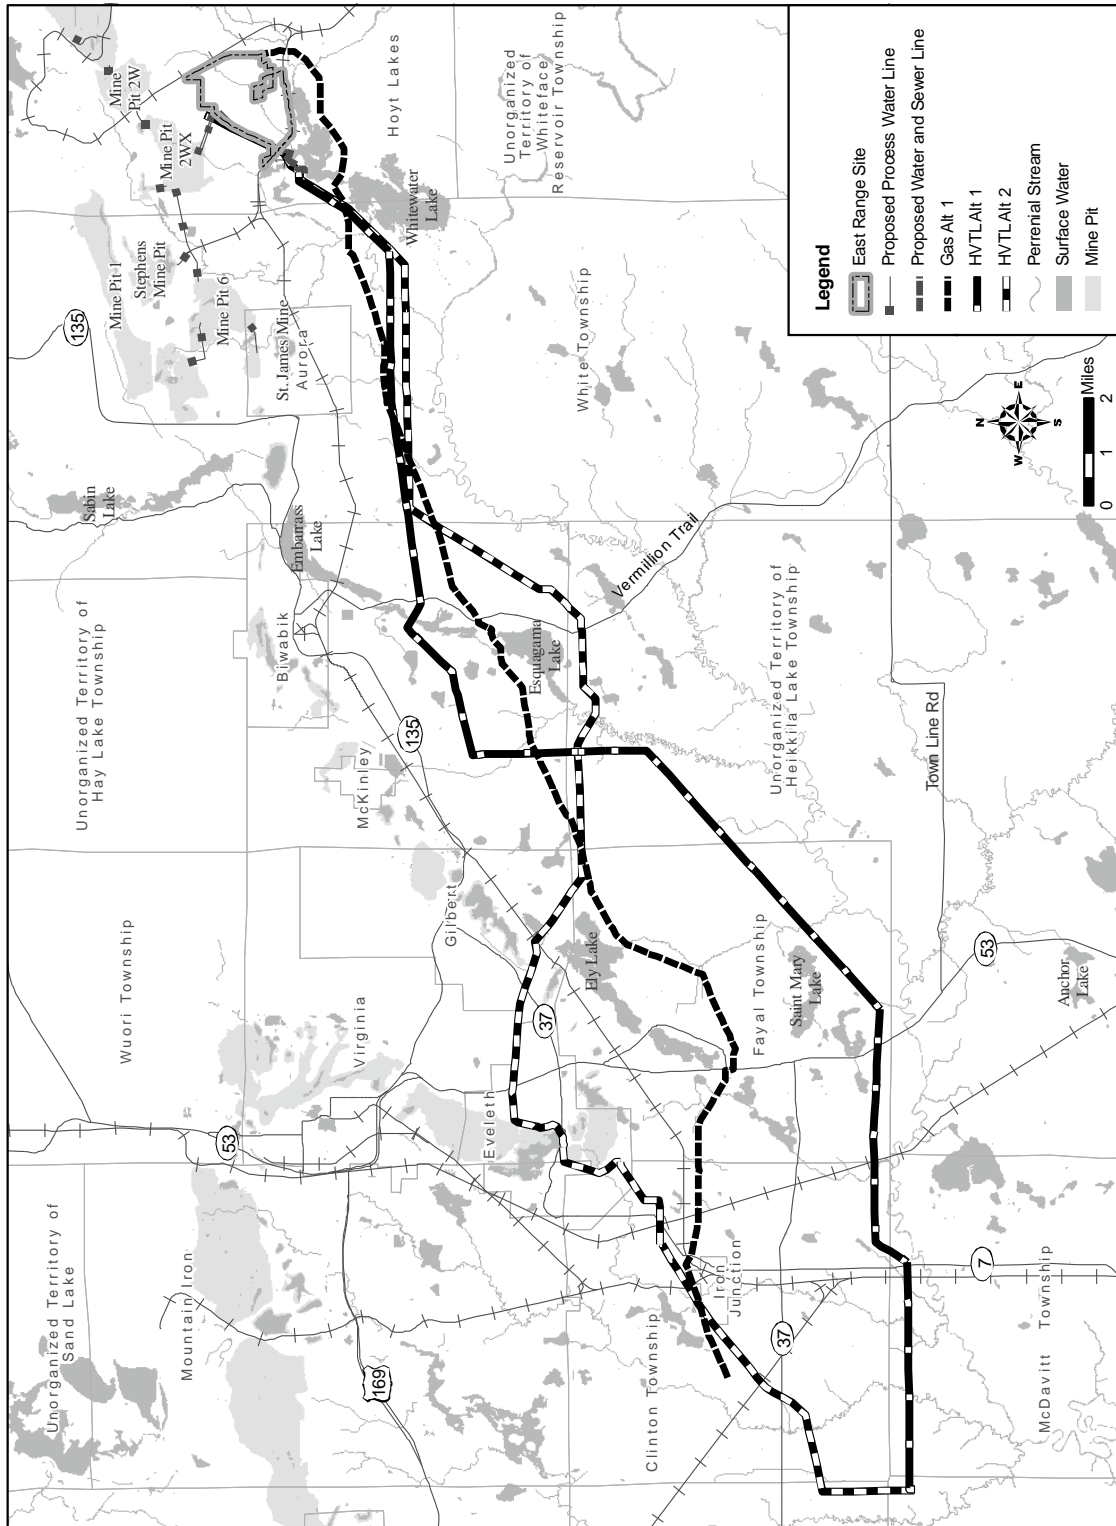 Unorganized Territory of
Sand Lake
Mountain Iron
Wuori Township
Virginia
Unorganized Territory of
Hay Lake Township
McKinley
Biwabik
Gilbert
Eveleth
Sabin
Lake
Embarrass
Lake
Mine Pit 1
Stephens
Mine Pit
Mine Pit 6
St. James Mine
Aurora
Mine
Pit 2W
Mine Pit
2WX
Hoyt Lakes
Whitewater
Lake
Unorganized
Territory of
Whiteface
Reservoir Township
White Township
Esquagama
Lake
Vermillion Trail
Ely Lake
Clinton Township
Iron
Junction
Fayal Township
Saint Mary
Lake
Unorganized Territory of
Heikkila Lake Township
Town Line Rd
McDavitt Township
Anchor
Lake
169
53
135
135
37
37
53
7
N
E
S
W
0 1 2
Miles
Legend
East Range Site
Proposed Process Water Line
Proposed Water and Sewer Line
Gas Alt 1
HVTL Alt 1
HVTL Alt 2
Perrenial Stream
Surface Water
Mine Pit